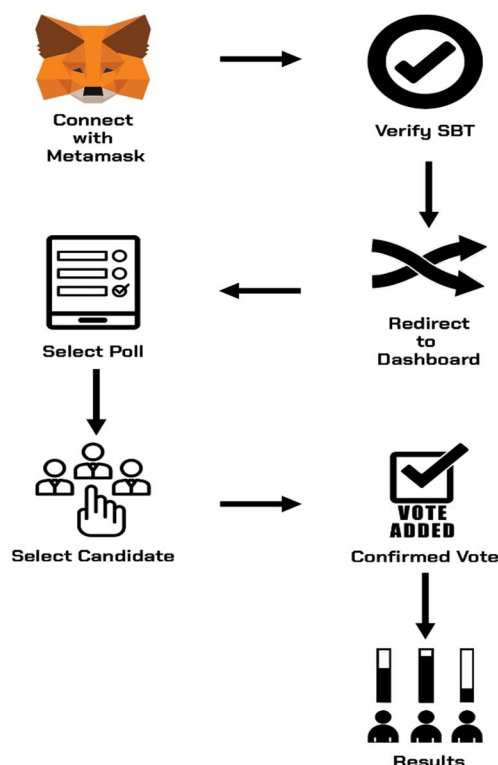 Connect
with
Metamask
Verify SBT
Redirect
to
Dashboard
Select Poll
Select Candidate
VOTE
ADDED
Confirmed Vote
Results